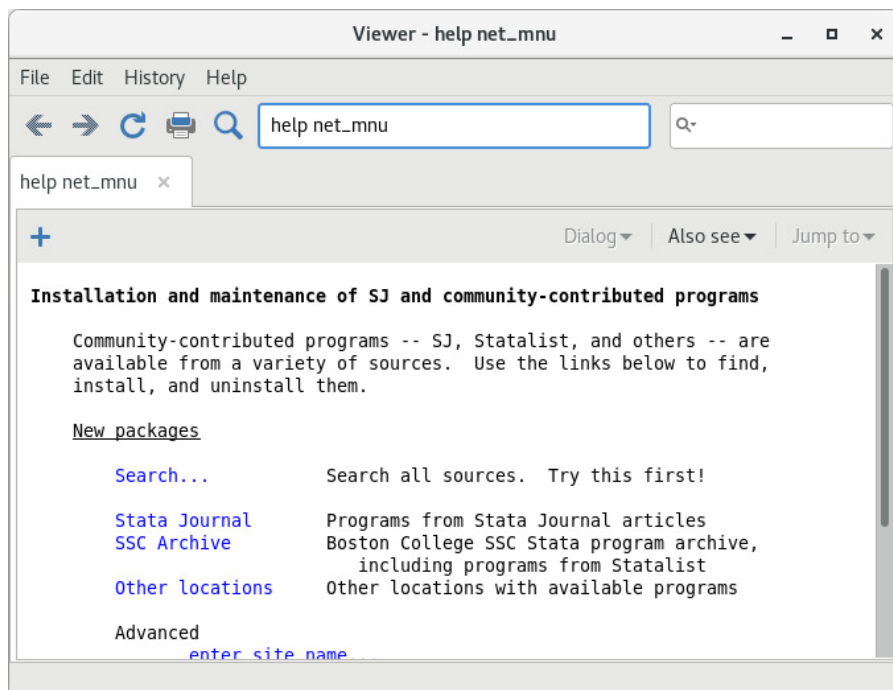 Viewer - help net_mnu
File Edit History Help
help net_mnu
help net_mnu
Dialog Also see Jump to
Installation and maintenance of SJ and community-contributed programs
Community-contributed programs -- SJ, Statalist, and others -- are
available from a variety of sources.  Use the links below to find,
install, and uninstall them.
New packages
Search... Search all sources.  Try this first!
Stata Journal Programs from Stata Journal articles
SSC Archive Boston College SSC Stata program archive,
including programs from Statalist
Other locations Other locations with available programs
Advanced
enter site name...